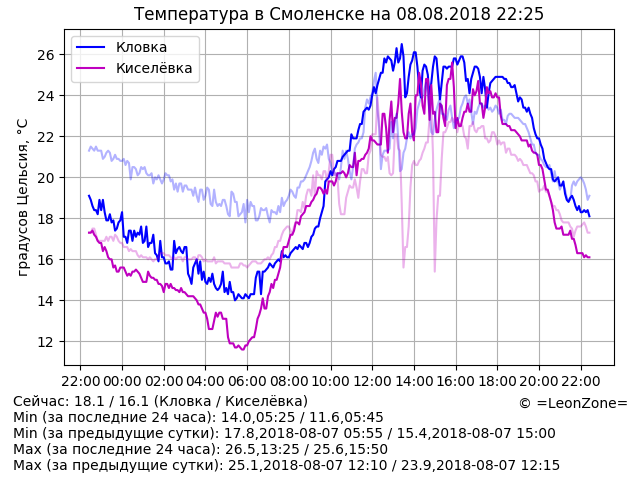 Температура в Смоленске на 08.08.2018 22:25
Кловка
Киселёвка
градусов Цельсия, °C
26
24
22
20
18
16
14
12
22:00 00:00 02:00 04:00 06:00 08:00 10:00 12:00 14:00 16:00 18:00 20:00 22:00
Сейчас: 18.1 / 16.1 (Кловка / Киселёвка)
© =LeonZone=
Min (за последние 24 часа): 14.0,05:25 / 11.6,05:45
Min (за предыдущие сутки): 17.8,2018-08-07 05:55 / 15.4,2018-08-07 15:00
Max (за последние 24 часа): 26.5,13:25 / 25.6,15:50
Max (за предыдущие сутки): 25.1,2018-08-07 12:10 / 23.9,2018-08-07 12:15